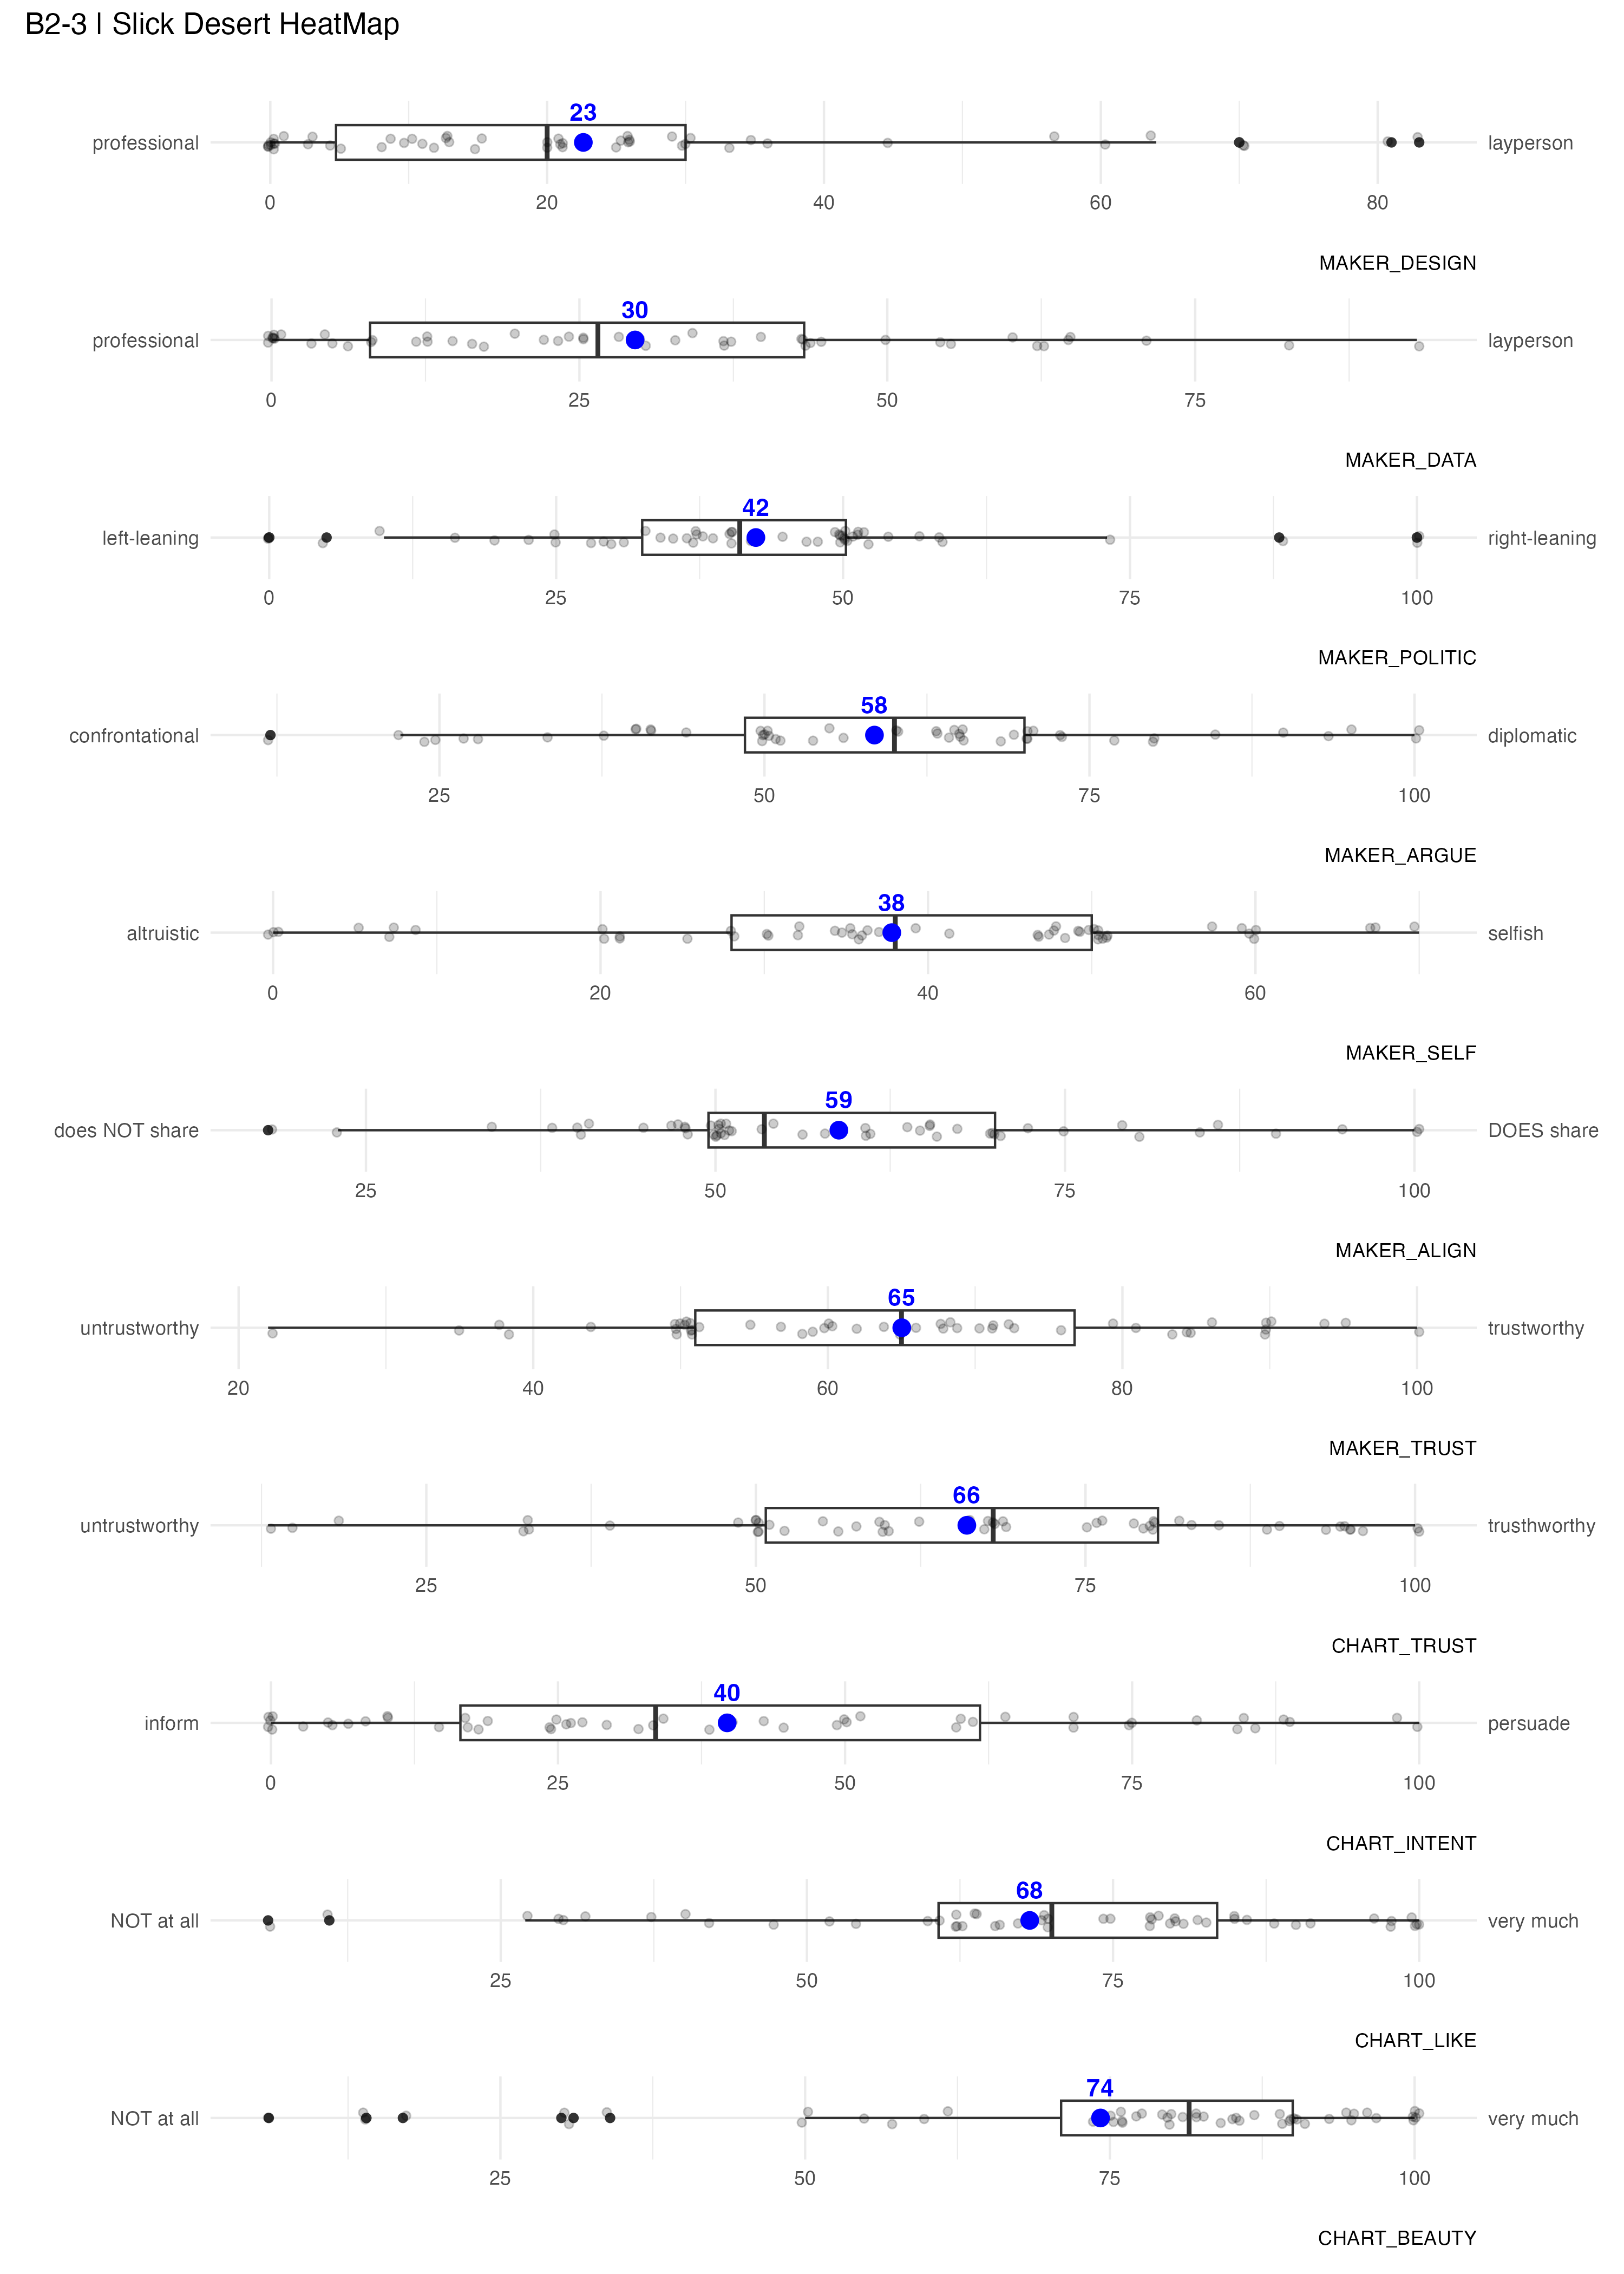 B2-3 | Slick Desert HeatMap
23
professional layperson
0 20 40 60 80
MAKER_DESIGN
30
professional layperson
0 25 50 75
MAKER_DATA
42
left-leaning right-leaning
0 25 50 75 100
MAKER_POLITIC
58
confrontational diplomatic
25 50 75 100
MAKER_ARGUE
38
altruistic selfish
0 20 40 60
MAKER_SELF
59
does NOT share DOES share
25 50 75 100
MAKER_ALIGN
65
untrustworthy trustworthy
20 40 60 80 100
MAKER_TRUST
66
untrustworthy trusthworthy
25 50 75 100
CHART_TRUST
40
inform persuade
0 25 50 75 100
CHART_INTENT
68
NOT at all very much
25 50 75 100
CHART_LIKE
74
NOT at all very much
25 50 75 100
CHART_BEAUTY